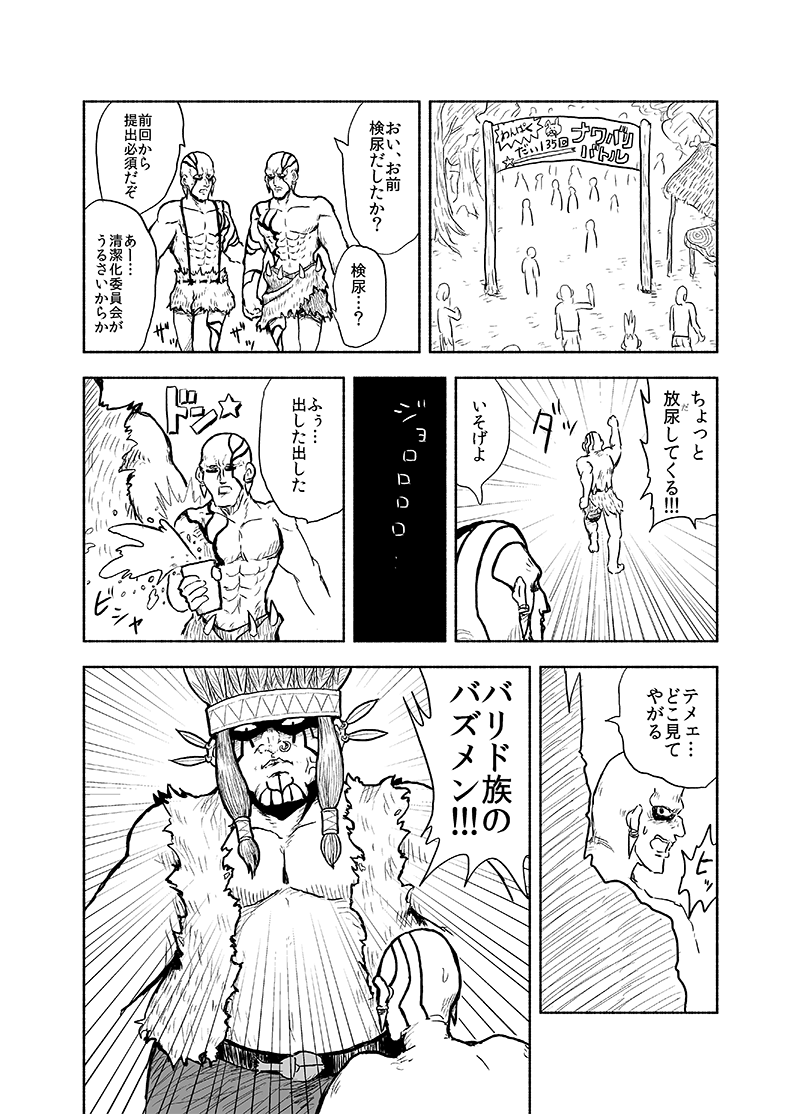 わんぱく
だい135回
ナワバリ
バトル
おい、お前
検尿だしたか?
検尿…?
前回から
提出必須だぞ
あー…
清潔化委員会が
うるさいからか
ザッ
ザッ
ちょっと
放尿してくる!!!
だ
ダッ
いそげよ
ジョロロロロ…
ふぅ…
出した出した
ドン☆
ビシャ
テメェ…
どこ見て
やがる
ヒッ
バリド族の
バズメン!!!